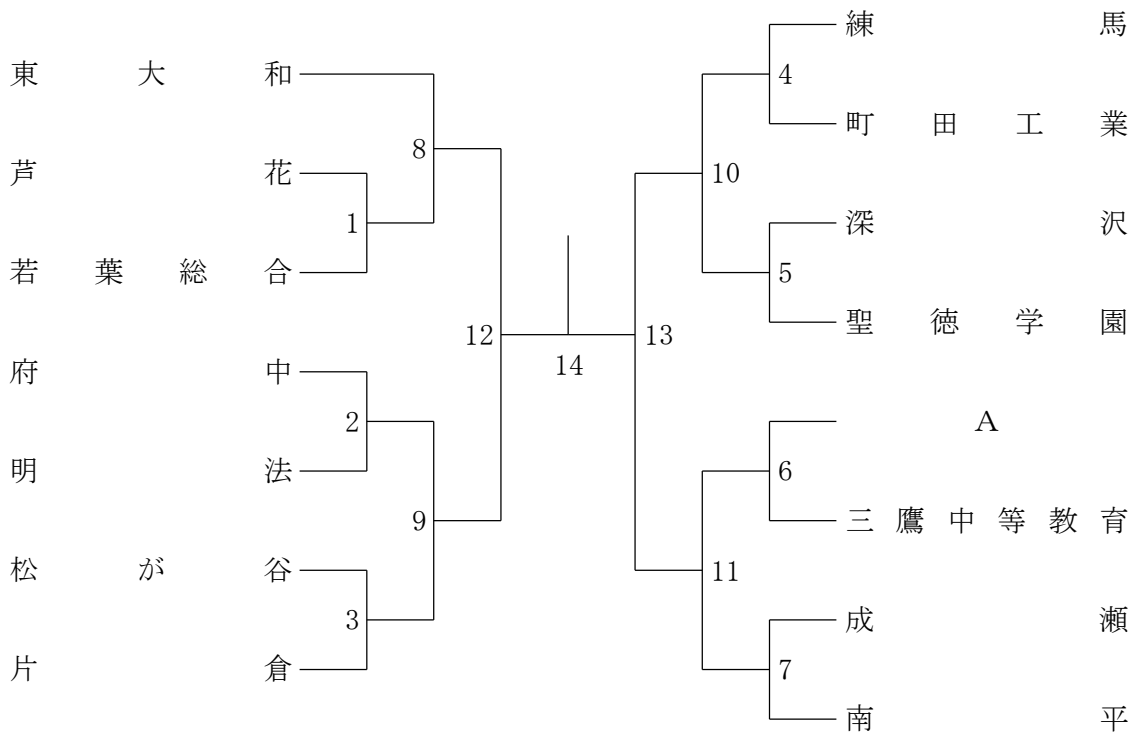 東大和
芦花
若葉総合
府中
明法
松が谷
片倉
1
2
3
8
9
12
14
13
10
11
4
5
6
7
練馬
町田工業
深沢
聖徳学園
A
三鷹中等教育
成瀬
南平